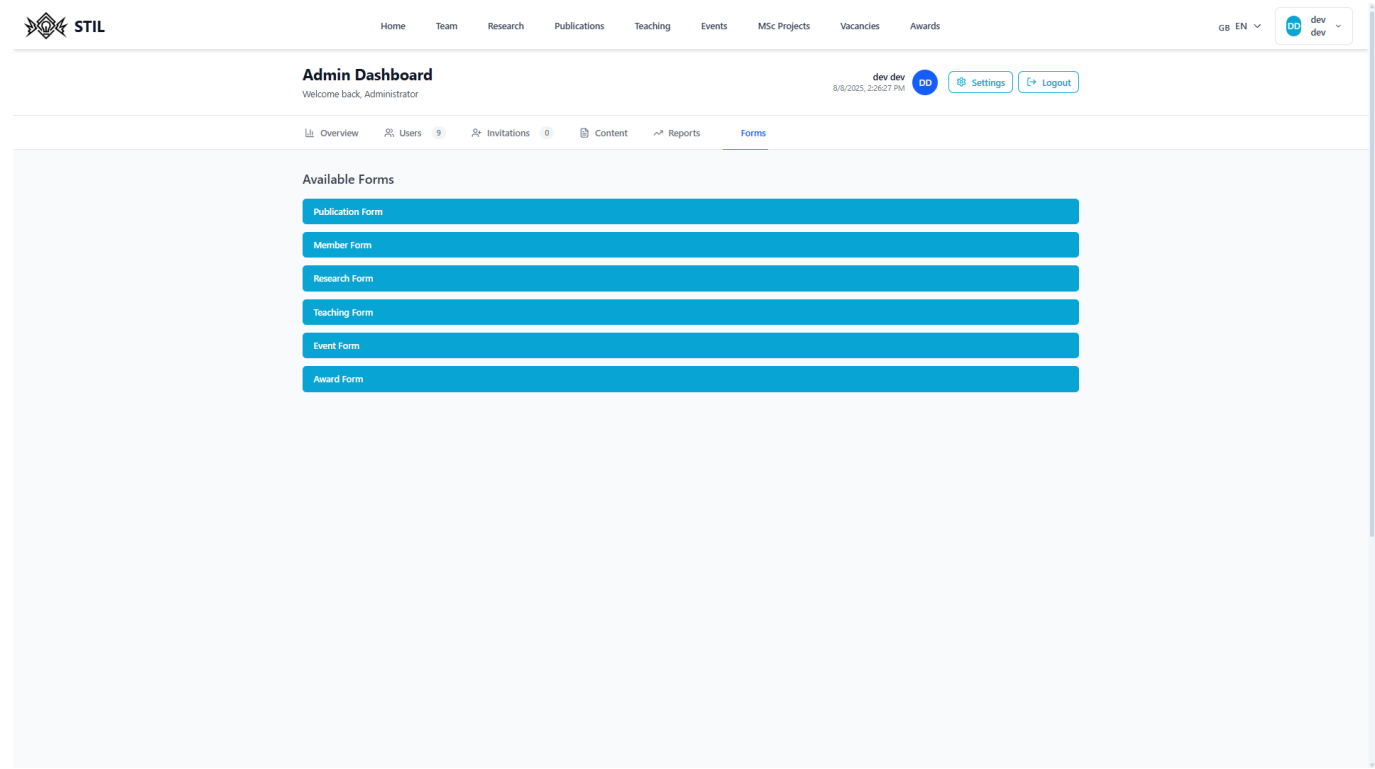 STIL
Home Team Research Publications Teaching Events MSc Projects Vacancies Awards
GB EN
DD dev dev
Admin Dashboard
Welcome back, Administrator
dev dev
8/8/2025, 2:26:27 PM
DD
Settings
Logout
Overview Users 9 Invitations 0 Content Reports Forms
Available Forms
Publication Form
Member Form
Research Form
Teaching Form
Event Form
Award Form